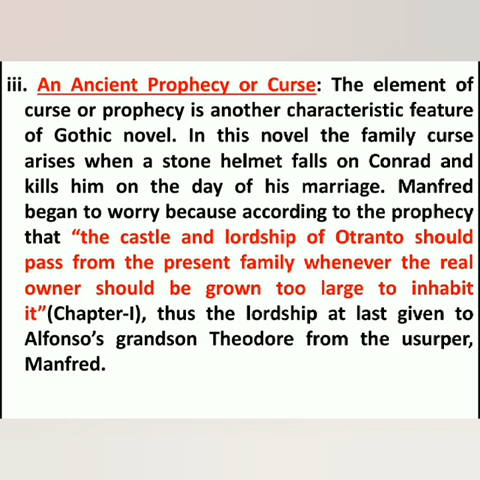 iii. An Ancient Prophecy or Curse: The element of
curse or prophecy is another characteristic feature
of Gothic novel. In this novel the family curse
arises when a stone helmet falls on Conrad and
kills him on the day of his marriage. Manfred
began to worry because according to the prophecy
that “the castle and lordship of Otranto should
pass from the present family whenever the real
owner should be grown too large to inhabit
it”(Chapter-I), thus the lordship at last given to
Alfonso’s grandson Theodore from the usurper,
Manfred.